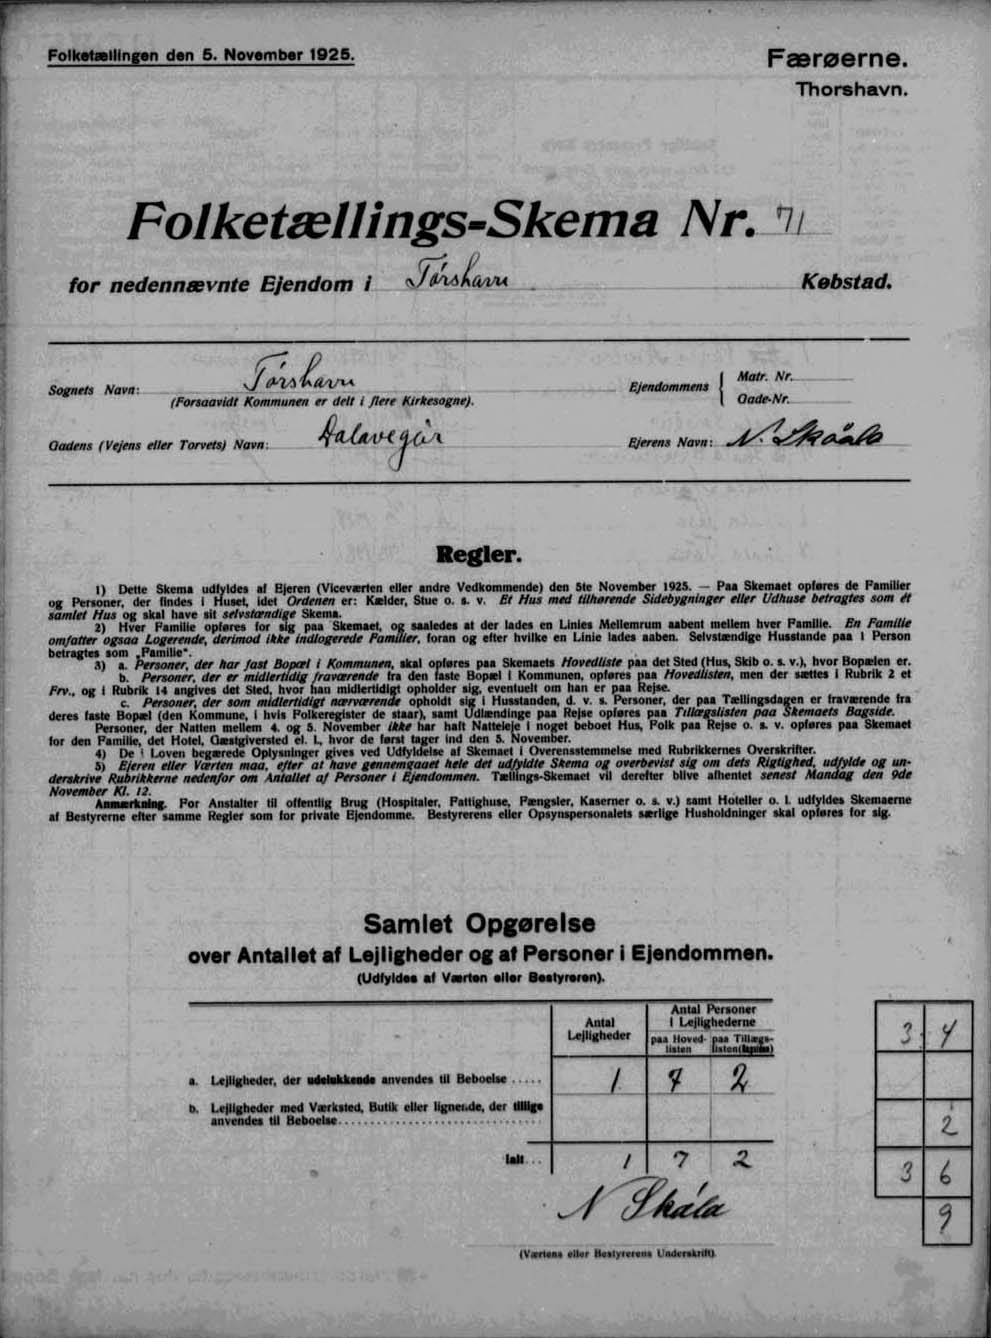 Folketællingen den 5. November 1925.
Færøerne.
Thorshavn.
Folketællings-Skema Nr. 71
for nedennævnte Ejendom i Tórshavn Købstad.
Sognets Navn: Tórshavn
(Forsaavidt Kommunen er delt i flere Kirkesogne).
Ejendommens { Matr. Nr.
Gade-Nr.
Gadens (Vejens eller Torvets) Navn: Dalavegur
Ejerens Navn: N. Skáála
Regler.
1) Dette Skema udfyldes af Ejeren (Viceværten eller andre Vedkommende) den 5te November 1925. — Paa Skemaet opføres de Familier
og Personer, der findes i Huset, idet Ordenen er: Kælder, Stue o. s. v. Et Hus med tilhørende Sidebygninger eller Udhuse betragtes som ét
samlet Hus og skal have sit selvstændige Skema.
2) Hver Familie opføres for sig paa Skemaet, og saaledes at der lades en Linies Mellemrum aabent mellem hver Familie. En Familie
omfatter ogsaa Logerende, derimod ikke indlogerede Familier, foran og efter hvilke en Linie lades aaben. Selvstændige Husstande paa 1 Person
betragtes som „Familie".
3) a. Personer, der har fast Bopæl i Kommunen, skal opføres paa Skemaets Hovedliste paa det Sted (Hus, Skib o. s. v.), hvor Bopælen er.
b. Personer, der er midlertidig fraværende fra den faste Bopæl i Kommunen, opføres paa Hovedlisten, men der sættes i Rubrik 2 et
Frv., og i Rubrik 14 angives det Sted, hvor han midlertidigt opholder sig, eventuelt om han er paa Rejse.
c. Personer, der som midlertidigt nærværende opholdt sig i Husstanden, d. v. s. Personer, der paa Tællingsdagen er fraværende fra
deres faste Bopæl (den Kommune, i hvis Folkeregister de staar), samt Udlændinge paa Rejse opføres paa Tillægslisten paa Skemaets Bagside.
Personer, der Natten mellem 4. og 5. November ikke har haft Natteleje i noget beboet Hus, Folk paa Rejse o. s. v. opføres paa Skemaet
for den Familie, det Hotel, Gæstgiversted el. l., hvor de først tager ind den 5. November.
4) De i Loven begærede Oplysninger gives ved Udfyldelse af Skemaet i Overensstemmelse med Rubrikkernes Overskrifter.
5) Ejeren eller Værten maa, efter at have gennemgaaet hele det udfyldte Skema og overbevist sig om dets Rigtighed, udfylde og un-
derskrive Rubrikkerne nedenfor om Antallet af Personer i Ejendommen. Tællings-Skemaet vil derefter blive afhentet senest Mandag den 9de
November Kl. 12.
Anmærkning. For Anstalter til offentlig Brug (Hospitaler, Fattighuse, Fængsler, Kaserner o. s. v.) samt Hoteller o. l. udfyldes Skemaerne
af Bestyrerne efter samme Regler som for private Ejendomme. Bestyrerens eller Opsynspersonalets særlige Husholdninger skal opføres for sig.
Samlet Opgørelse
over Antallet af Lejligheder og af Personer i Ejendommen.
(Udfyldes af Værten eller Bestyreren).
Antal
Lejligheder
Antal Personer
i Lejlighederne
paa Hoved-
listen
paa Tillægs-
listen
3 4
a. Lejligheder, der udelukkende anvendes til Beboelse ..... 1 7 2
b. Lejligheder med Værksted, Butik eller lignende, der tillige
anvendes til Beboelse
2
Ialt... 1 7 2
3 6
N Skála
9
(Værtens eller Bestyrerens Underskrift).